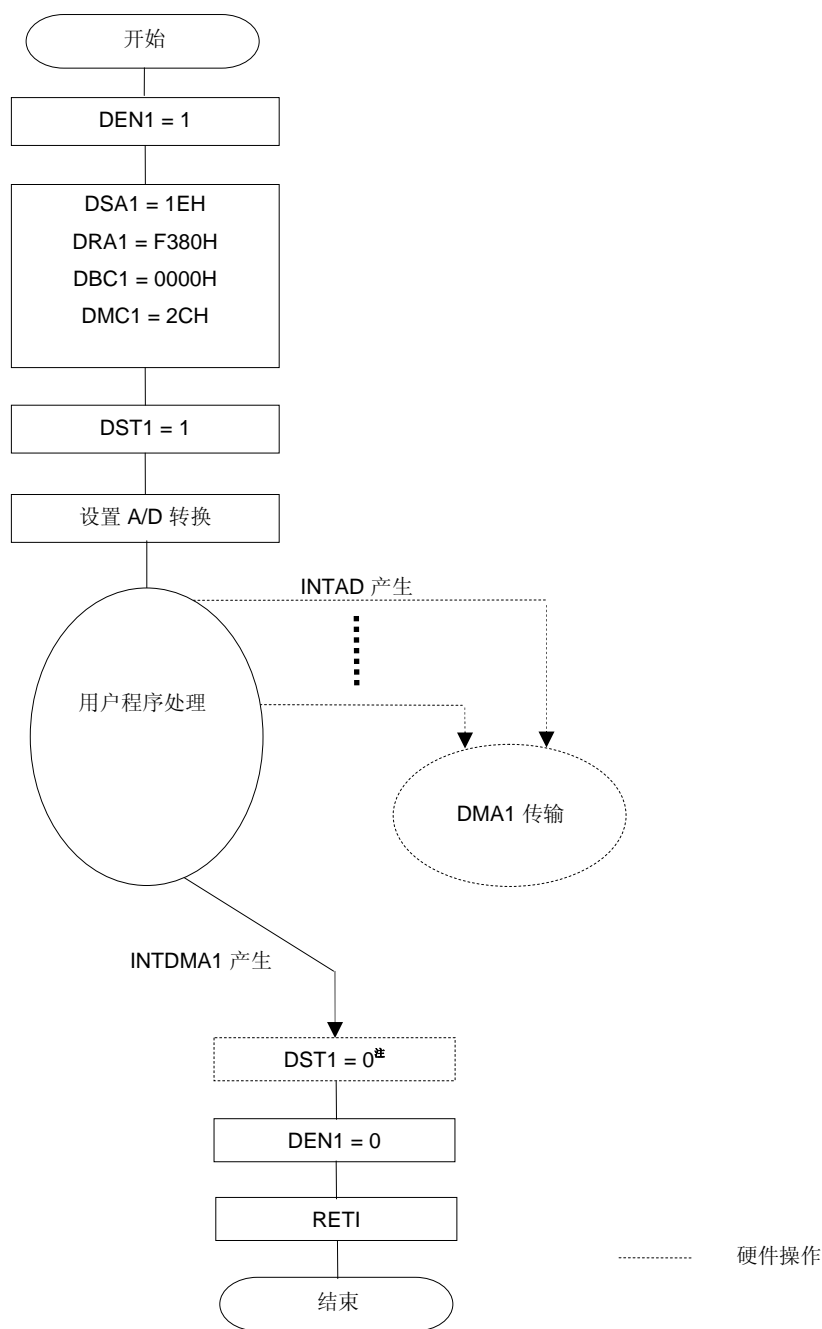 开始
DEN1 = 1
DSA1 = 1EH
DRA1 = F380H
DBC1 = 0000H
DMC1 = 2CH
DST1 = 1
设置 A/D 转换
INTAD 产生
用户程序处理
DMA1 传输
INTDMA1 产生
DST1 = 0注
DEN1 = 0
RETI
硬件操作
结束